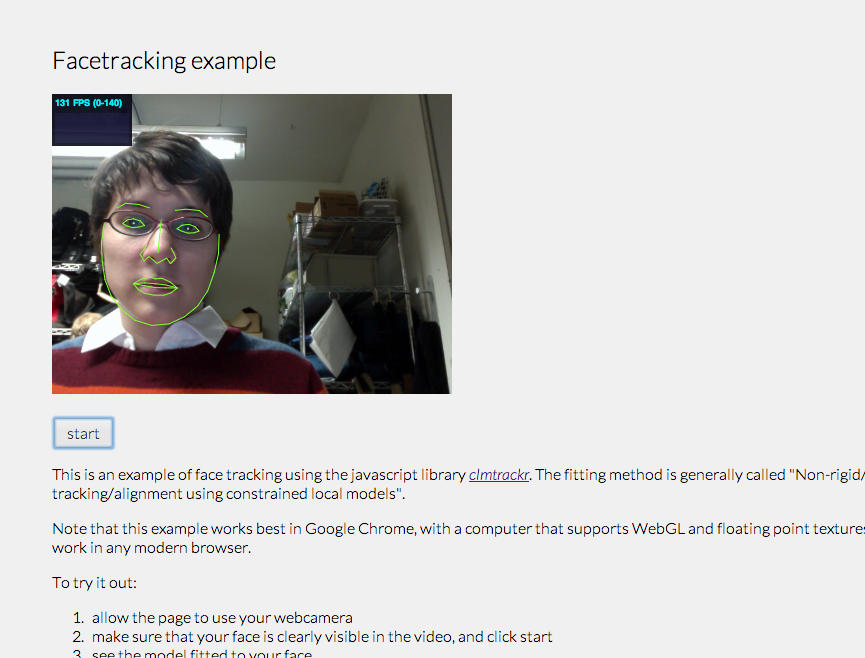 Facetracking example
131 FPS (0-140)
start
This is an example of face tracking using the javascript library clmtrackr. The fitting method is generally called "Non-rigid/
tracking/alignment using constrained local models".
Note that this example works best in Google Chrome, with a computer that supports WebGL and floating point textures
work in any modern browser.
To try it out:
1. allow the page to use your webcamera
2. make sure that your face is clearly visible in the video, and click start
3. see the model fitted to your face